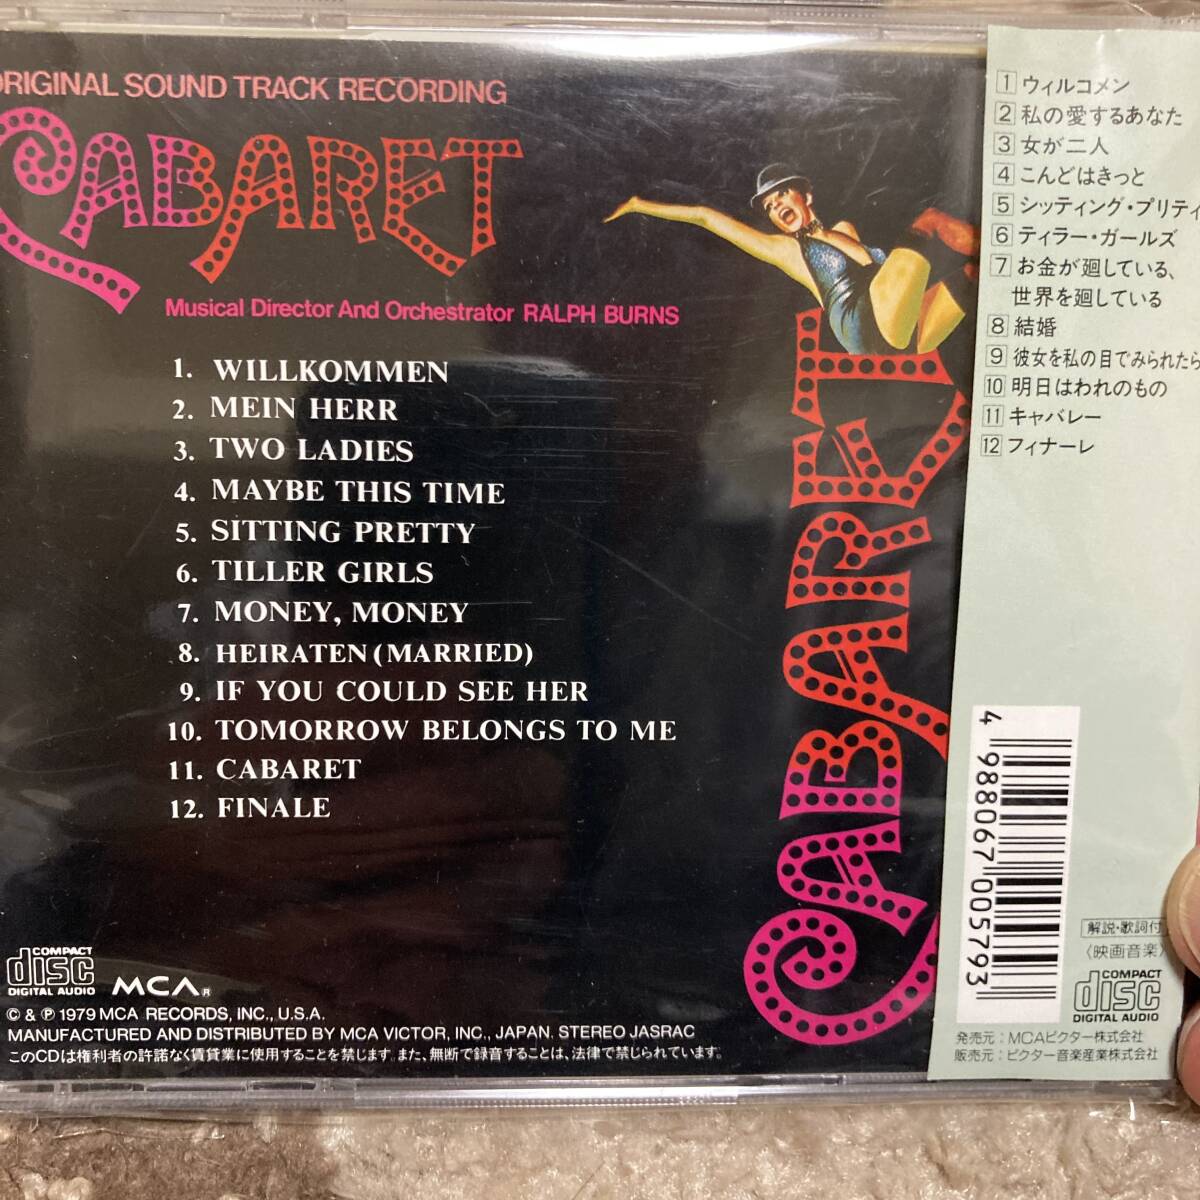 ORIGINAL SOUND TRACK RECORDING
CABARET
Musical Director And Orchestrator RALPH BURNS
1. WILLKOMMEN
2. MEIN HERR
3. TWO LADIES
4. MAYBE THIS TIME
5. SITTING PRETTY
6. TILLER GIRLS
7. MONEY, MONEY
8. HEIRATEN (MARRIED)
9. IF YOU COULD SEE HER
10. TOMORROW BELONGS TO ME
11. CABARET
12. FINALE
CABARET
COMPACT
disc
DIGITAL AUDIO
MCA®
© & ℗ 1979 MCA RECORDS, INC., U.S.A.
MANUFACTURED AND DISTRIBUTED BY MCA VICTOR, INC., JAPAN. STEREO JASRAC
このCDは権利者の許諾なく賃貸業に使用することを禁じます。また、無断で録音することは、法律で禁じられています。
1 ウィルコメン
2 私の愛するあなた
3 女が二人
4 こんどはきっと
5 シッティング・プリティ
6 ティラー・ガールズ
7 お金が廻している、
世界を廻している
8 結婚
9 彼女を私の目でみられたら
10 明日はわれのもの
11 キャバレー
12 フィナーレ
4 988067 005793
解説・歌詞付
〈映画音楽〉
COMPACT
disc
DIGITAL AUDIO
発売元：MCAビクター株式会社
販売元：ビクター音楽産業株式会社